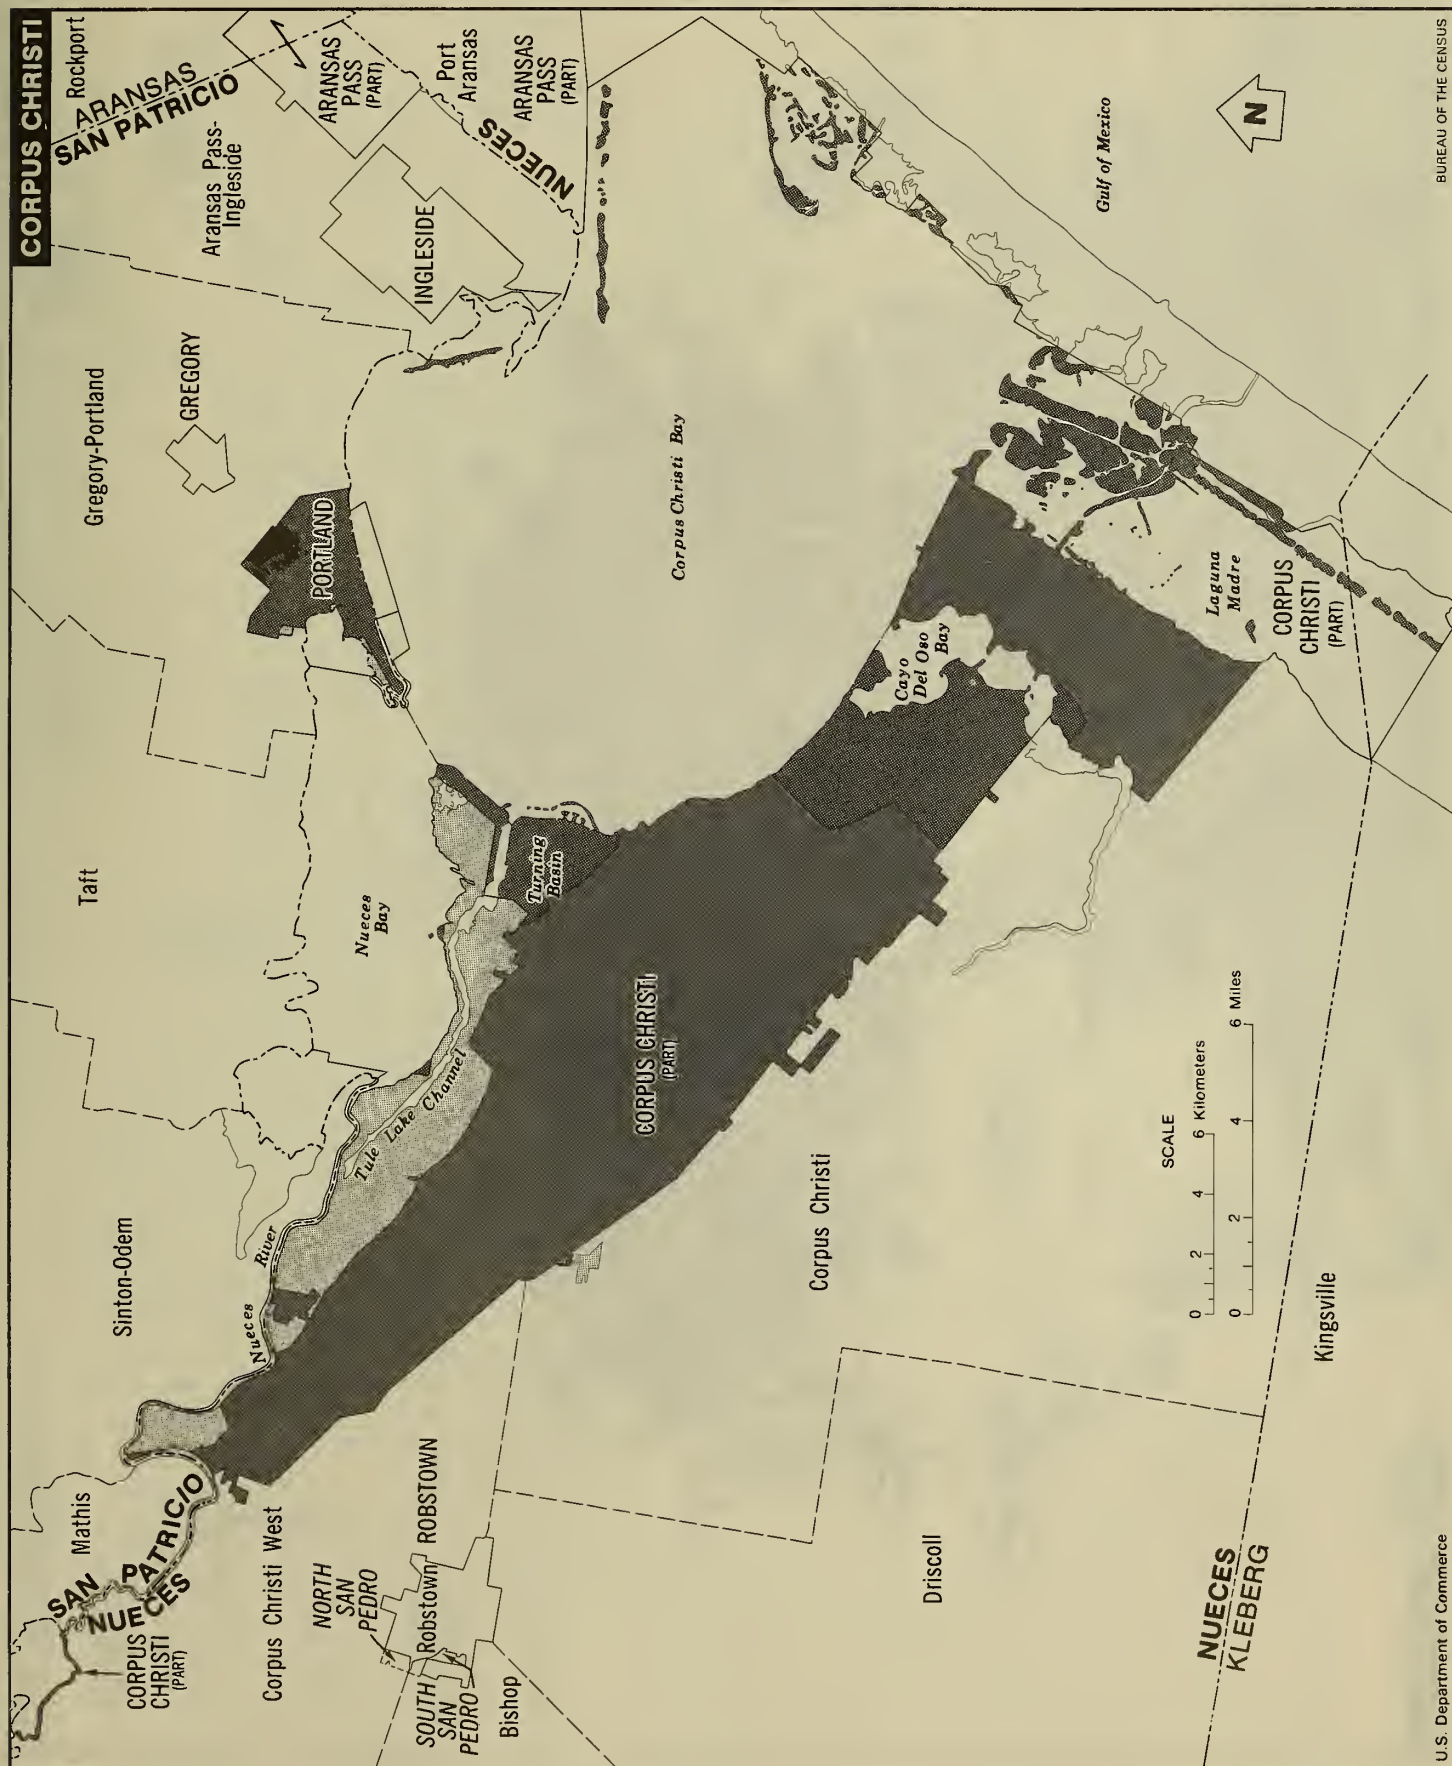 CORPUS CHRISTI
Rockport
ARANSAS
SAN PATRICIO
ARANSAS
PASS
(PART)
Port
Aransas
ARANSAS
PASS
(PART)
NUECES
Aransas Pass-
Ingleside
INGLESIDE
Gulf of Mexico
N
BUREAU OF THE CENSUS
Gregory-Portland
GREGORY
PORTLAND
Corpus Christi Bay
Laguna
Madre
CORPUS
CHRISTI
(PART)
Cayo
Del Oso
Bay
Taft
Nueces
Bay
Turning
Basin
CORPUS CHRISTI
(PART)
Tule Lake Channel
Sinton-Odem
Nueces River
Corpus Christi
SCALE
0 2 4 6 Kilometers
0 2 4 6 Miles
Kingsville
Mathis
SAN PATRICIO
NUECES
CORPUS
CHRISTI
(PART)
Corpus Christi West
NORTH
SAN
PEDRO
ROBSTOWN
Robstown
SOUTH
SAN
PEDRO
Bishop
Driscoll
NUECES
KLEBERG
U.S. Department of Commerce